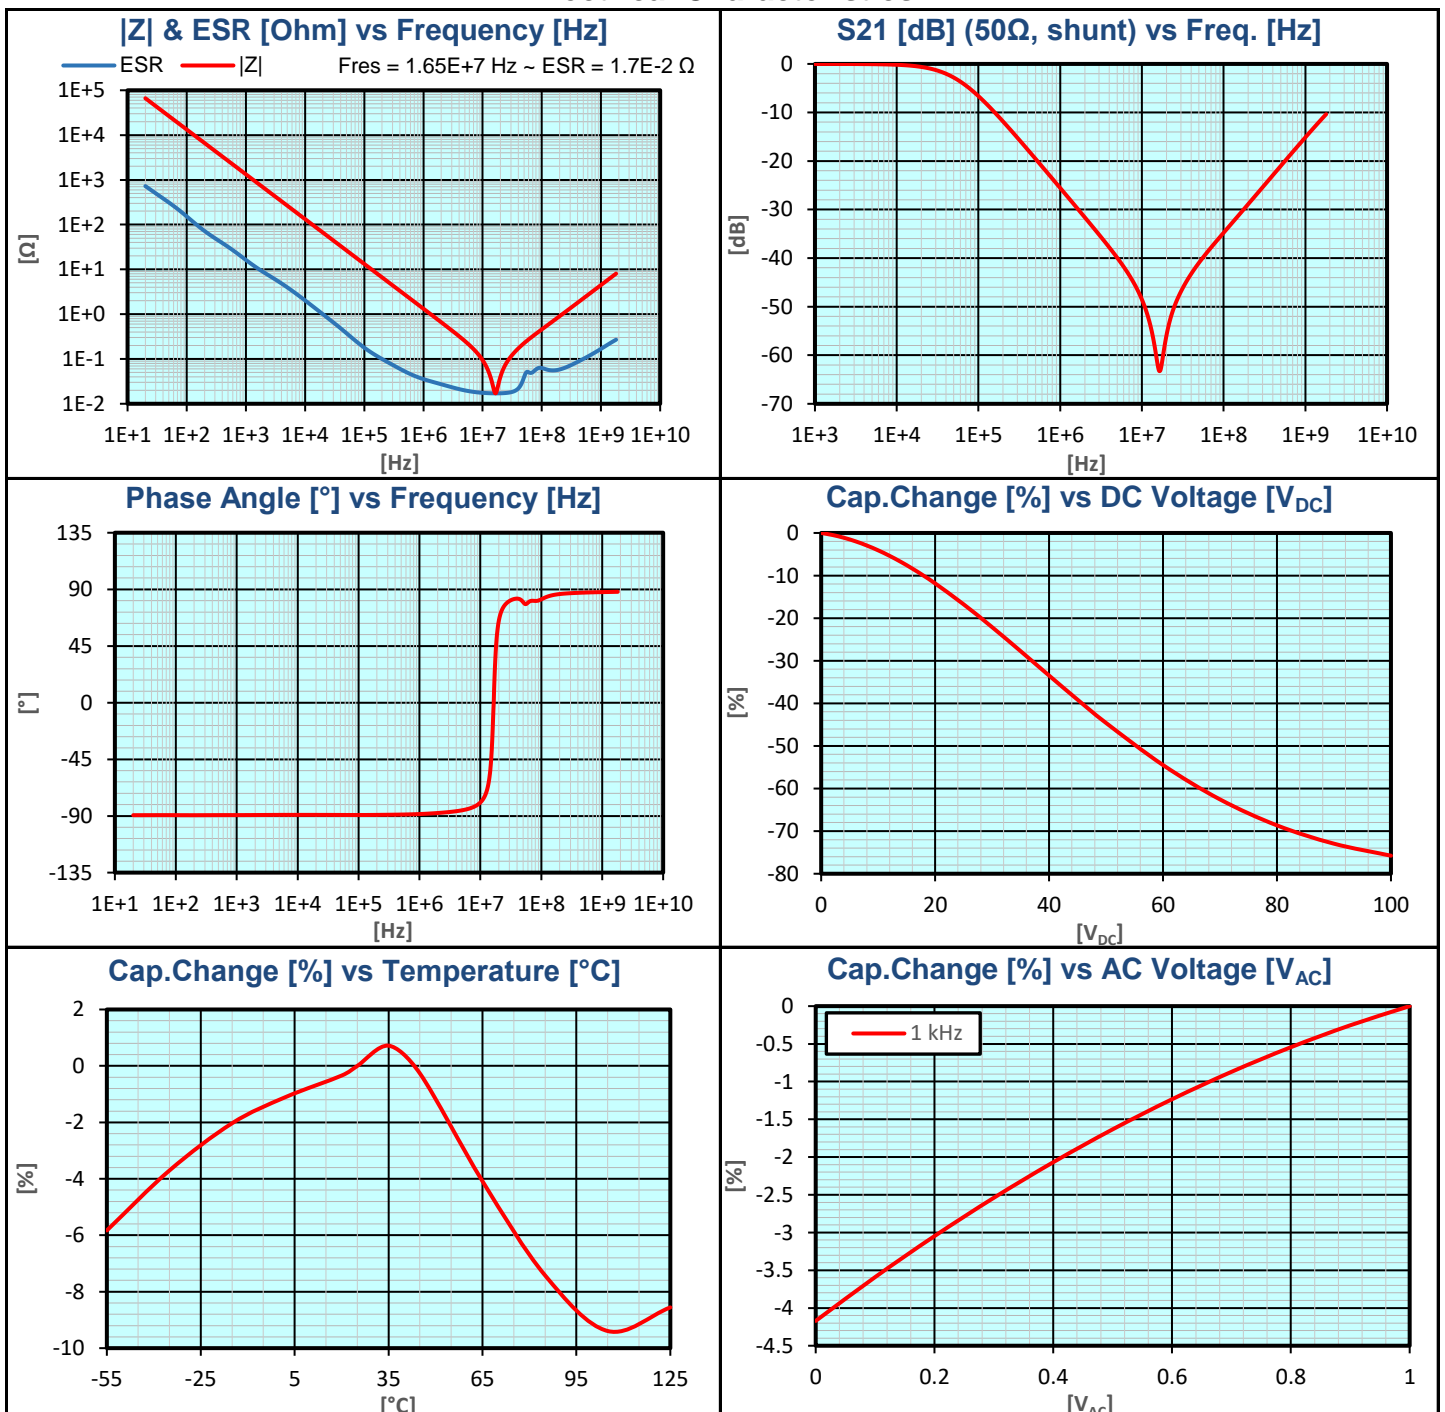 |Z| & ESR [Ohm] vs Frequency [Hz]
ESR |Z| Fres = 1.65E+7 Hz ~ ESR = 1.7E-2 Ω
1E+5
1E+4
1E+3
1E+2
1E+1
1E+0
1E-1
1E-2
[Ω]
1E+1 1E+2 1E+3 1E+4 1E+5 1E+6 1E+7 1E+8 1E+9 1E+10
[Hz]
S21 [dB] (50Ω, shunt) vs Freq. [Hz]
0
-10
-20
-30
-40
-50
-60
-70
[dB]
1E+3 1E+4 1E+5 1E+6 1E+7 1E+8 1E+9 1E+10
[Hz]
Phase Angle [°] vs Frequency [Hz]
135
90
45
0
-45
-90
-135
[°]
1E+1 1E+2 1E+3 1E+4 1E+5 1E+6 1E+7 1E+8 1E+9 1E+10
[Hz]
Cap.Change [%] vs DC Voltage [VDC]
0
-10
-20
-30
-40
-50
-60
-70
-80
[%]
0 20 40 60 80 100
[VDC]
Cap.Change [%] vs Temperature [°C]
2
0
-2
-4
-6
-8
-10
[%]
-55 -25 5 35 65 95 125
[°C]
Cap.Change [%] vs AC Voltage [VAC]
1 kHz
0
-0.5
-1
-1.5
-2
-2.5
-3
-3.5
-4
-4.5
[%]
0 0.2 0.4 0.6 0.8 1
[VAC]